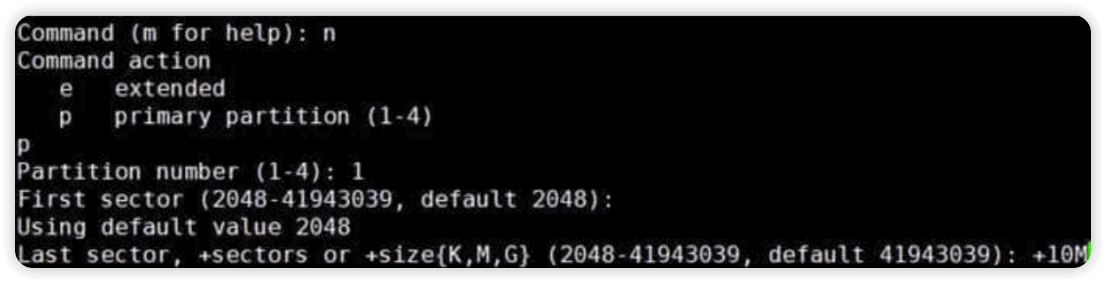 Command (m for help): n
Command action
   e   extended
   p   primary partition (1-4)
p
Partition number (1-4): 1
First sector (2048-41943039, default 2048):
Using default value 2048
Last sector, +sectors or +size{K,M,G} (2048-41943039, default 41943039): +10M